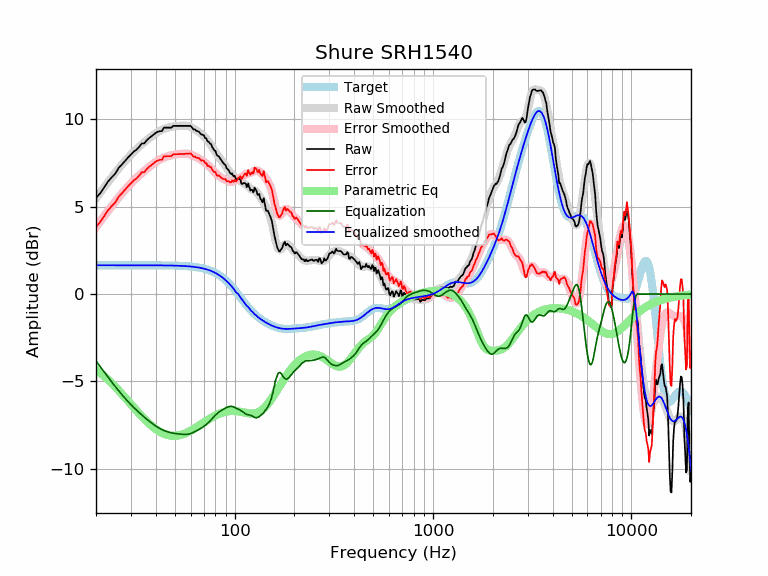 Shure SRH1540
Target
Raw Smoothed
Error Smoothed
Raw
Error
Parametric Eq
Equalization
Equalized smoothed
10
5
0
−5
−10
Amplitude (dBr)
100
1000
10000
Frequency (Hz)